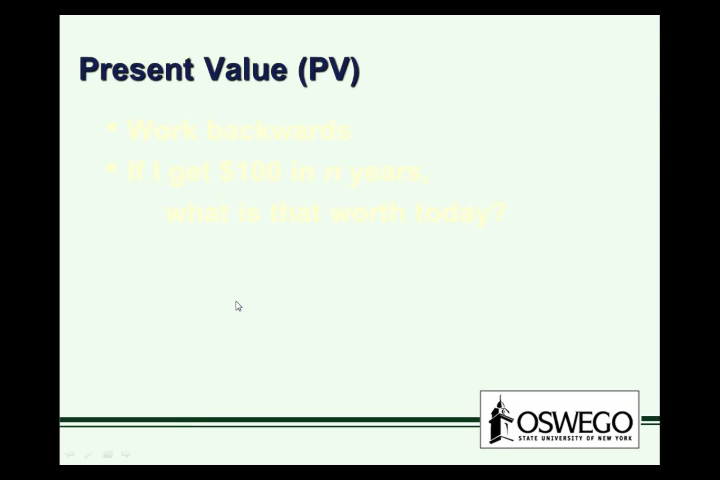 Present Value (PV)
• Work backwards
• If I get $100 in n years,
what is that worth today?
OSWEGO
STATE UNIVERSITY OF NEW YORK